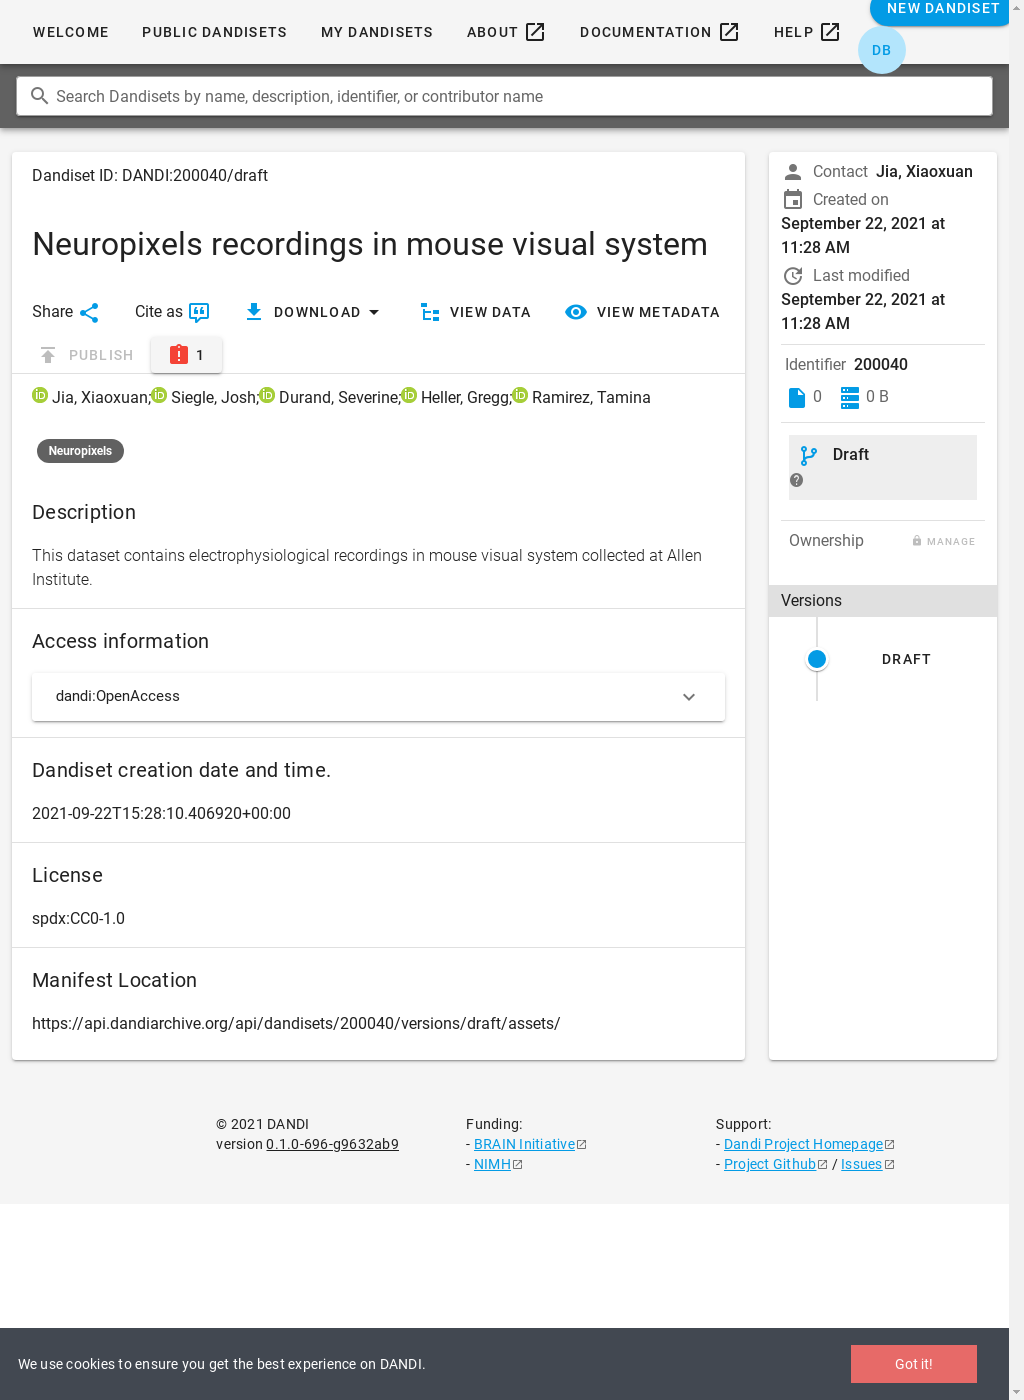 WELCOME PUBLIC DANDISETS MY DANDISETS ABOUT DOCUMENTATION HELP NEW DANDISET
DB
Search Dandisets by name, description, identifier, or contributor name
Dandiset ID: DANDI:200040/draft
Neuropixels recordings in mouse visual system
Share Cite as DOWNLOAD VIEW DATA VIEW METADATA
PUBLISH 1
Jia, Xiaoxuan; Siegle, Josh; Durand, Severine; Heller, Gregg; Ramirez, Tamina
Neuropixels
Description
This dataset contains electrophysiological recordings in mouse visual system collected at Allen
Institute.
Access information
dandi:OpenAccess
Dandiset creation date and time.
2021-09-22T15:28:10.406920+00:00
License
spdx:CC0-1.0
Manifest Location
https://api.dandiarchive.org/api/dandisets/200040/versions/draft/assets/
Contact Jia, Xiaoxuan
Created on
September 22, 2021 at
11:28 AM
Last modified
September 22, 2021 at
11:28 AM
Identifier 200040
0 0 B
Draft
Ownership MANAGE
Versions
DRAFT
© 2021 DANDI
version 0.1.0-696-g9632ab9
Funding:
- BRAIN Initiative
- NIMH
Support:
- Dandi Project Homepage
- Project Github / Issues
We use cookies to ensure you get the best experience on DANDI.
Got it!